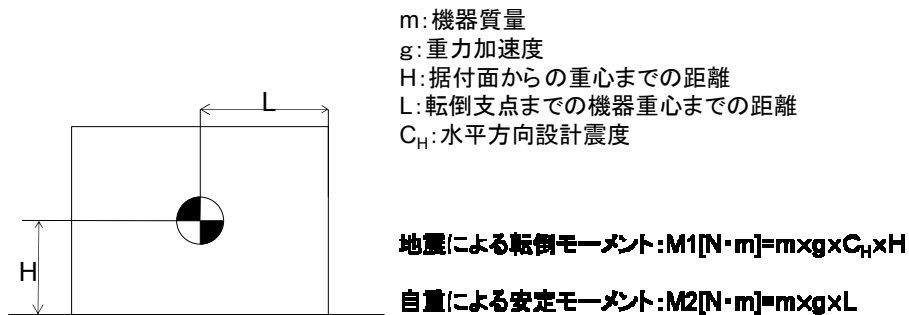 m:機器質量
g:重力加速度
H:据付面からの重心までの距離
L:転倒支点までの機器重心までの距離
C_H:水平方向設計震度
L
H
地震による転倒モーメント:M1[N・m]=m×g×C_H×H
自重による安定モーメント:M2[N・m]=m×g×L